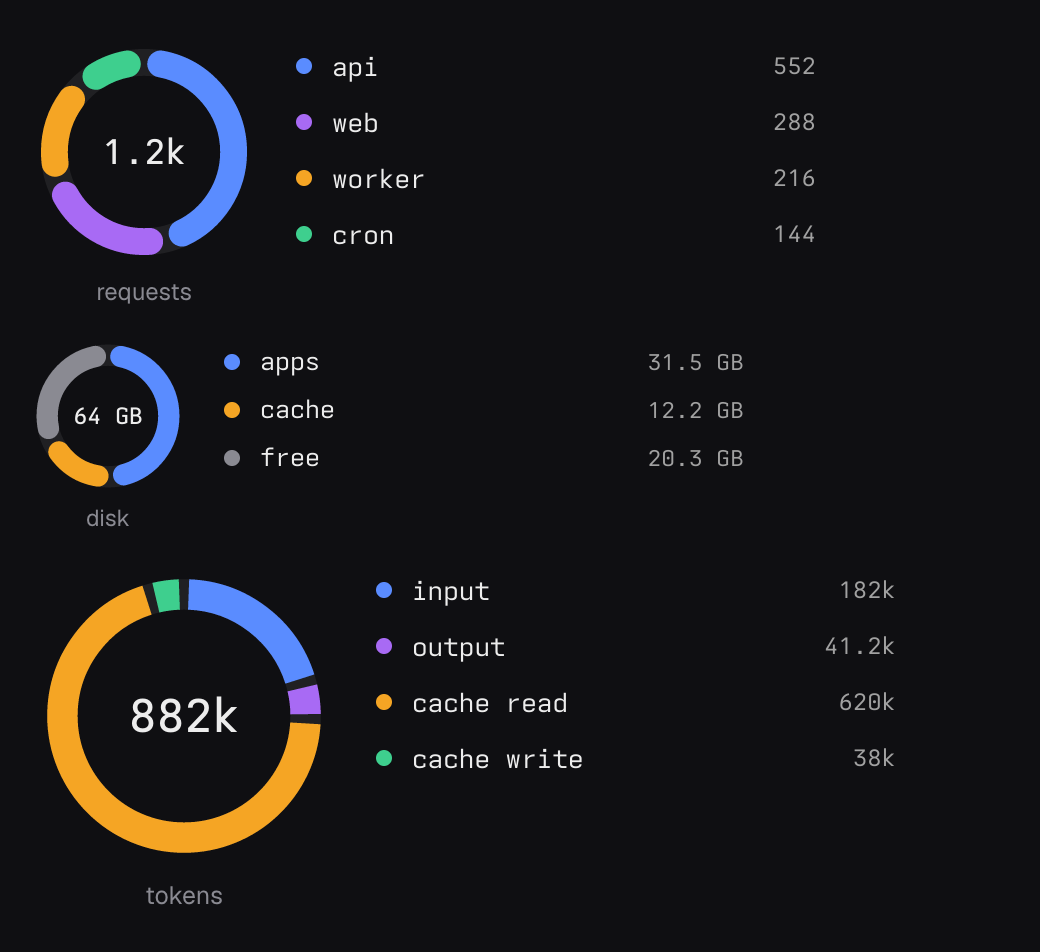 1.2k
requests
api 552
web 288
worker 216
cron 144
64 GB
disk
apps 31.5 GB
cache 12.2 GB
free 20.3 GB
882k
tokens
input 182k
output 41.2k
cache read 620k
cache write 38k